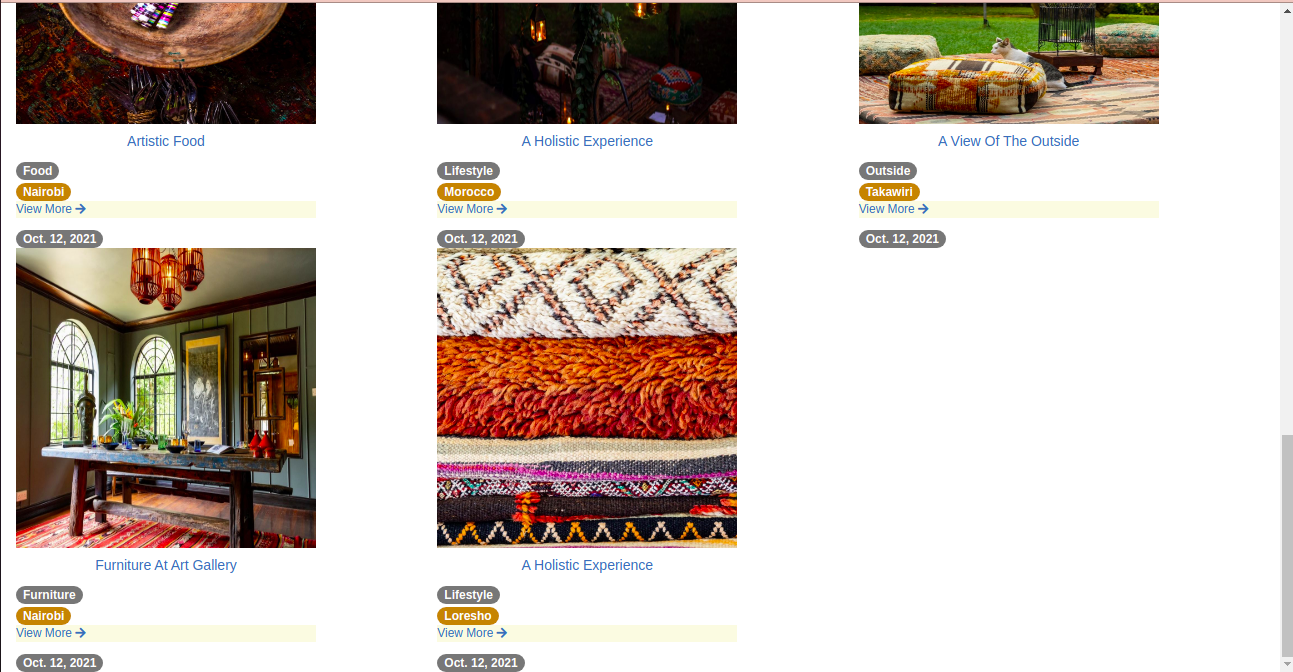 Artistic Food
Food
Nairobi
View More
Oct. 12, 2021
A Holistic Experience
Lifestyle
Morocco
View More
Oct. 12, 2021
A View Of The Outside
Outside
Takawiri
View More
Oct. 12, 2021
Furniture At Art Gallery
Furniture
Nairobi
View More
Oct. 12, 2021
A Holistic Experience
Lifestyle
Loresho
View More
Oct. 12, 2021